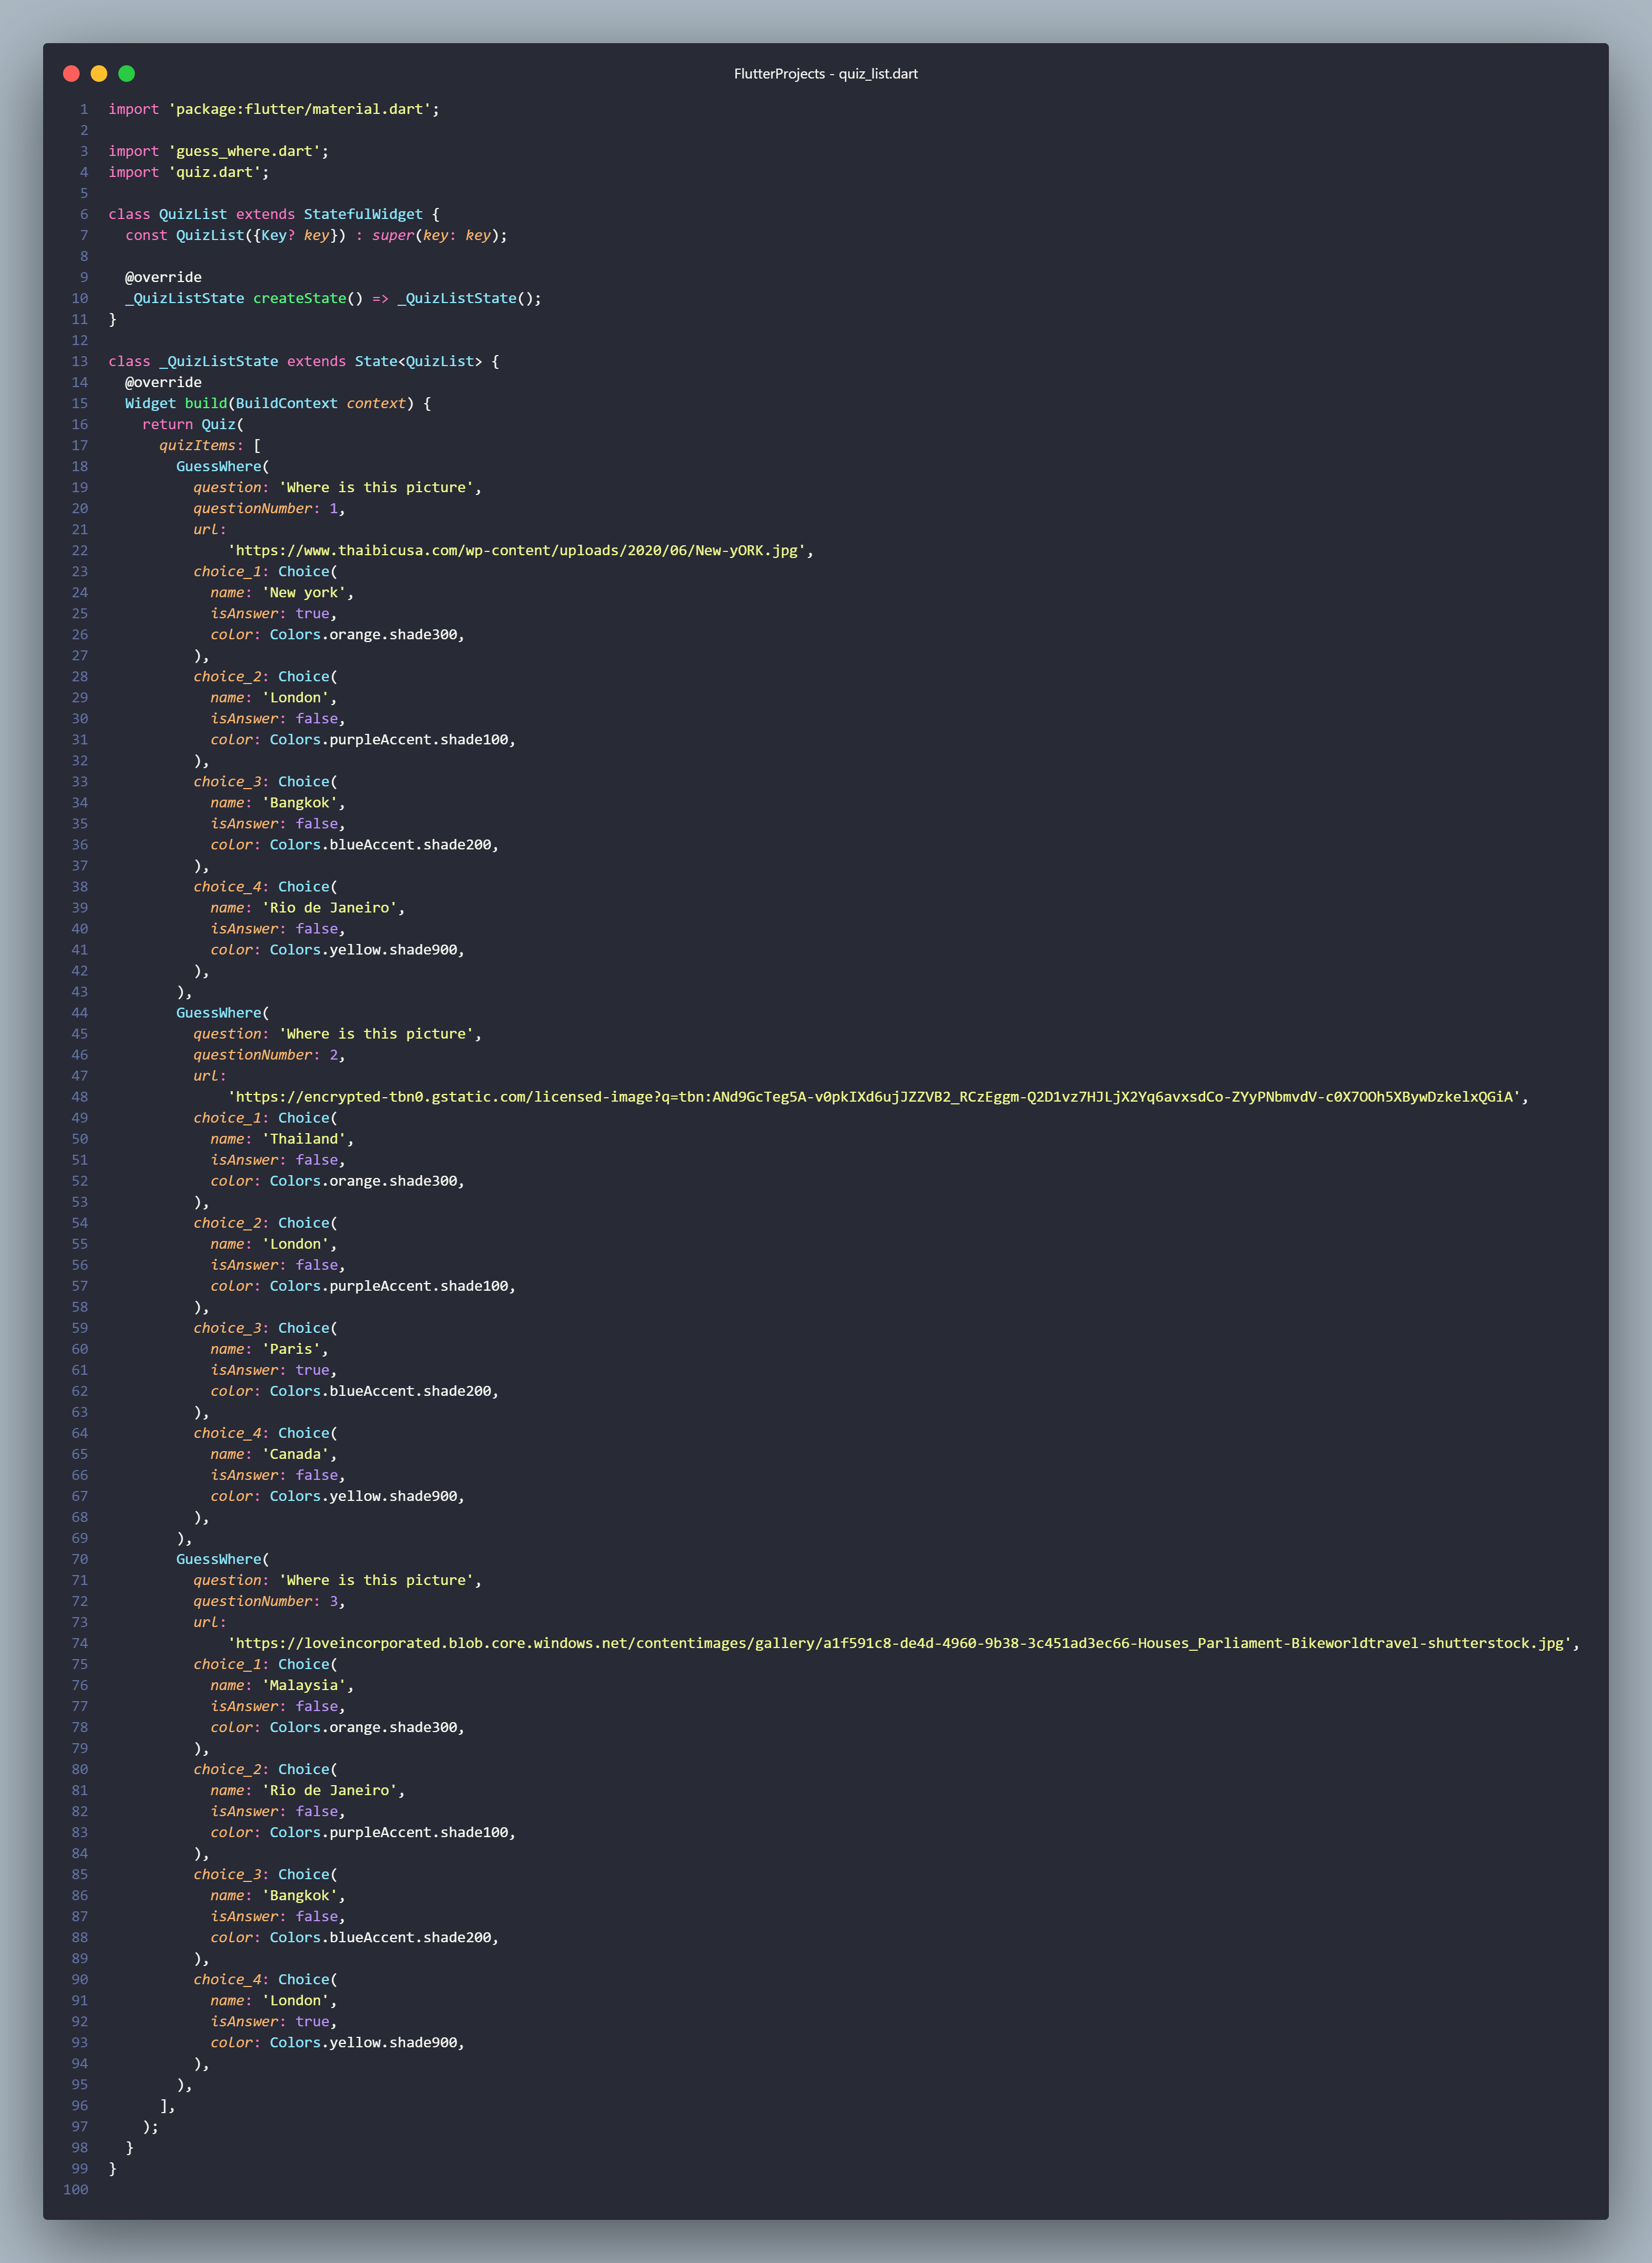 FlutterProjects - quiz_list.dart
1 import 'package:flutter/material.dart';
2
3 import 'guess_where.dart';
4 import 'quiz.dart';
5
6 class QuizList extends StatefulWidget {
7   const QuizList({Key? key}) : super(key: key);
8
9   @override
10   _QuizListState createState() => _QuizListState();
11 }
12
13 class _QuizListState extends State<QuizList> {
14   @override
15   Widget build(BuildContext context) {
16     return Quiz(
17       quizItems: [
18         GuessWhere(
19           question: 'Where is this picture',
20           questionNumber: 1,
21           url:
22               'https://www.thaibicusa.com/wp-content/uploads/2020/06/New-yORK.jpg',
23           choice_1: Choice(
24             name: 'New york',
25             isAnswer: true,
26             color: Colors.orange.shade300,
27           ),
28           choice_2: Choice(
29             name: 'London',
30             isAnswer: false,
31             color: Colors.purpleAccent.shade100,
32           ),
33           choice_3: Choice(
34             name: 'Bangkok',
35             isAnswer: false,
36             color: Colors.blueAccent.shade200,
37           ),
38           choice_4: Choice(
39             name: 'Rio de Janeiro',
40             isAnswer: false,
41             color: Colors.yellow.shade900,
42           ),
43         ),
44         GuessWhere(
45           question: 'Where is this picture',
46           questionNumber: 2,
47           url:
48               'https://encrypted-tbn0.gstatic.com/licensed-image?q=tbn:ANd9GcTeg5A-v0pkIXd6ujJZZVB2_RCzEggm-Q2D1vz7HJLjX2Yq6avxsdCo-ZYyPNbmvdV-c0X7OOh5XBywDzkelxQGiA',
49           choice_1: Choice(
50             name: 'Thailand',
51             isAnswer: false,
52             color: Colors.orange.shade300,
53           ),
54           choice_2: Choice(
55             name: 'London',
56             isAnswer: false,
57             color: Colors.purpleAccent.shade100,
58           ),
59           choice_3: Choice(
60             name: 'Paris',
61             isAnswer: true,
62             color: Colors.blueAccent.shade200,
63           ),
64           choice_4: Choice(
65             name: 'Canada',
66             isAnswer: false,
67             color: Colors.yellow.shade900,
68           ),
69         ),
70         GuessWhere(
71           question: 'Where is this picture',
72           questionNumber: 3,
73           url:
74               'https://loveincorporated.blob.core.windows.net/contentimages/gallery/a1f591c8-de4d-4960-9b38-3c451ad3ec66-Houses_Parliament-Bikeworldtravel-shutterstock.jpg',
75           choice_1: Choice(
76             name: 'Malaysia',
77             isAnswer: false,
78             color: Colors.orange.shade300,
79           ),
80           choice_2: Choice(
81             name: 'Rio de Janeiro',
82             isAnswer: false,
83             color: Colors.purpleAccent.shade100,
84           ),
85           choice_3: Choice(
86             name: 'Bangkok',
87             isAnswer: false,
88             color: Colors.blueAccent.shade200,
89           ),
90           choice_4: Choice(
91             name: 'London',
92             isAnswer: true,
93             color: Colors.yellow.shade900,
94           ),
95         ),
96       ],
97     );
98   }
99 }
100